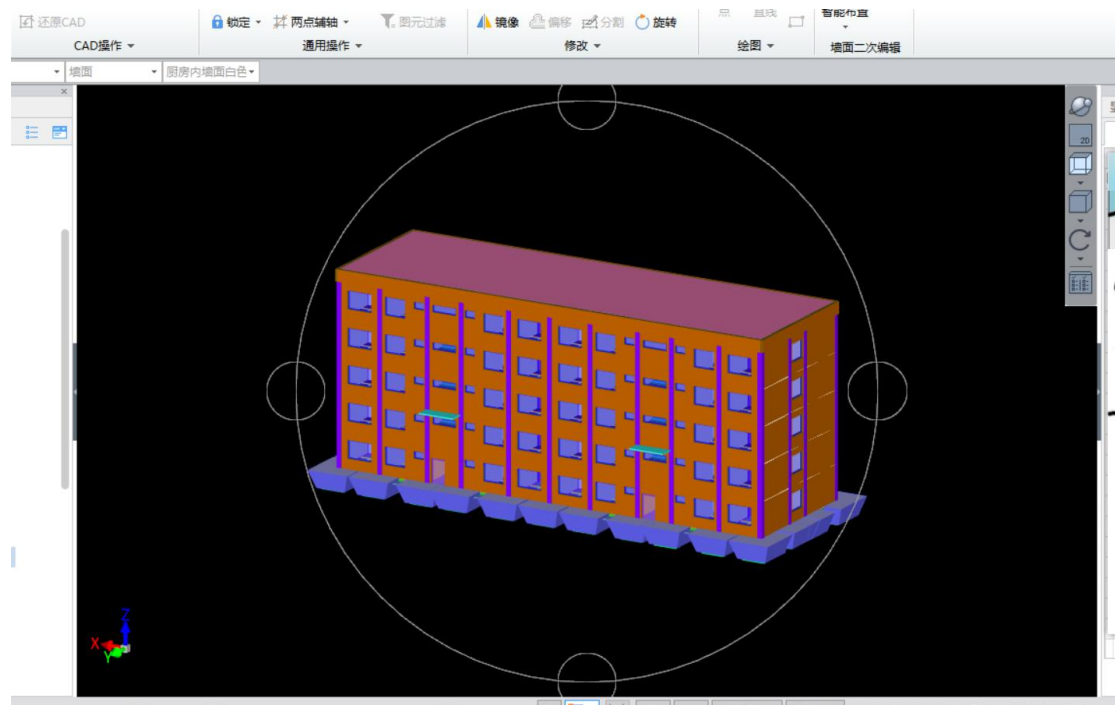 还原CAD 锁定 两点辅轴 图元过滤 镜像 偏移 分割 旋转 点 直线 智能布置
CAD操作 通用操作 修改 绘图 墙面二次编辑
墙面 厨房内墙面白色
2D
Z
X
Y